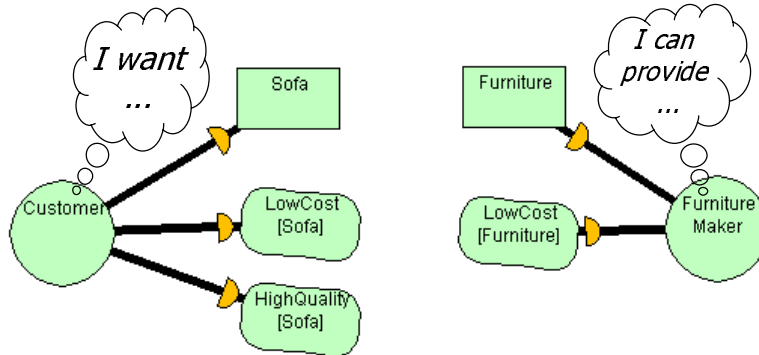 I want
...
Sofa
Customer
LowCost
[Sofa]
HighQuality
[Sofa]
I can
provide
...
Furniture
LowCost
[Furniture]
Furniture
Maker